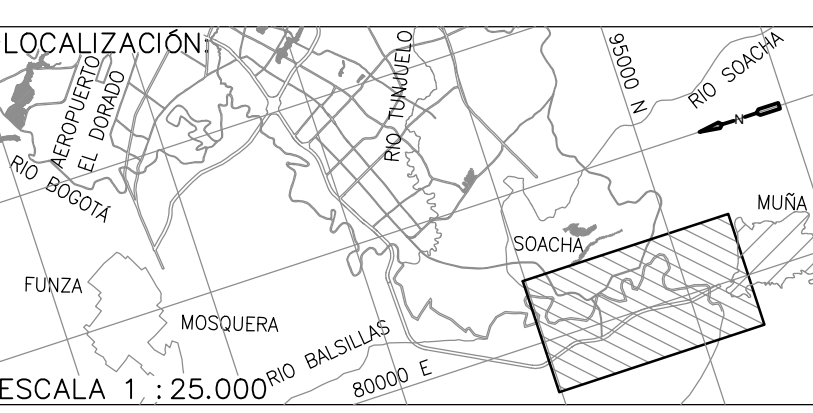 LOCALIZACIÓN:
AEROPUERTO
EL DORADO
RIO BOGOTÁ
RIO TUNJUELO
95000 N
RIO SOACHA
N
MUÑA
SOACHA
FUNZA
MOSQUERA
RIO BALSILLAS
80000 E
ESCALA 1 : 25.000